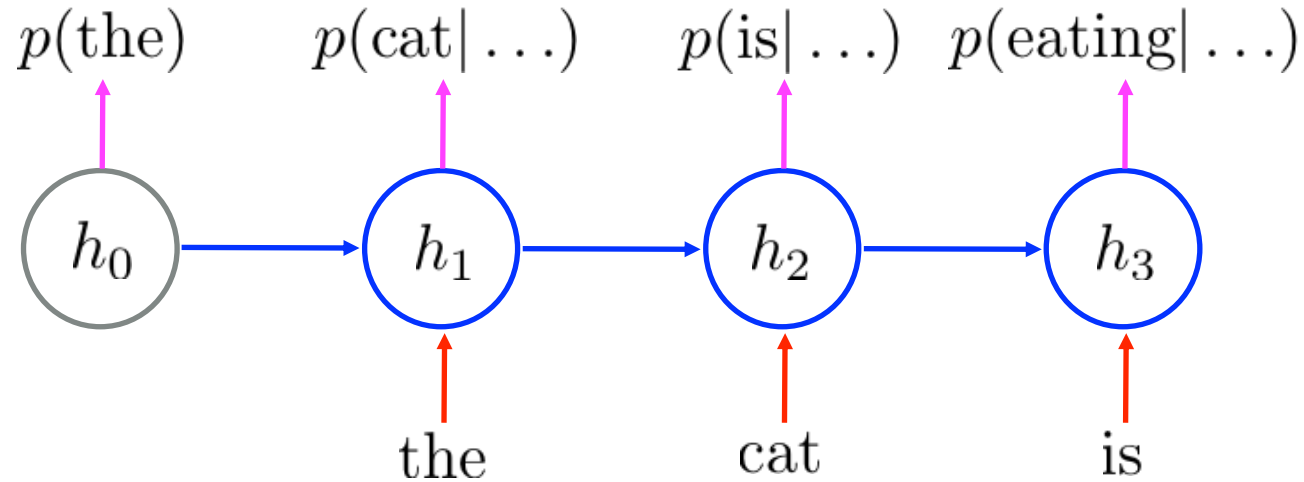 p(the) p(cat| …) p(is| …) p(eating| …)
h₀ h₁ h₂ h₃
the cat is